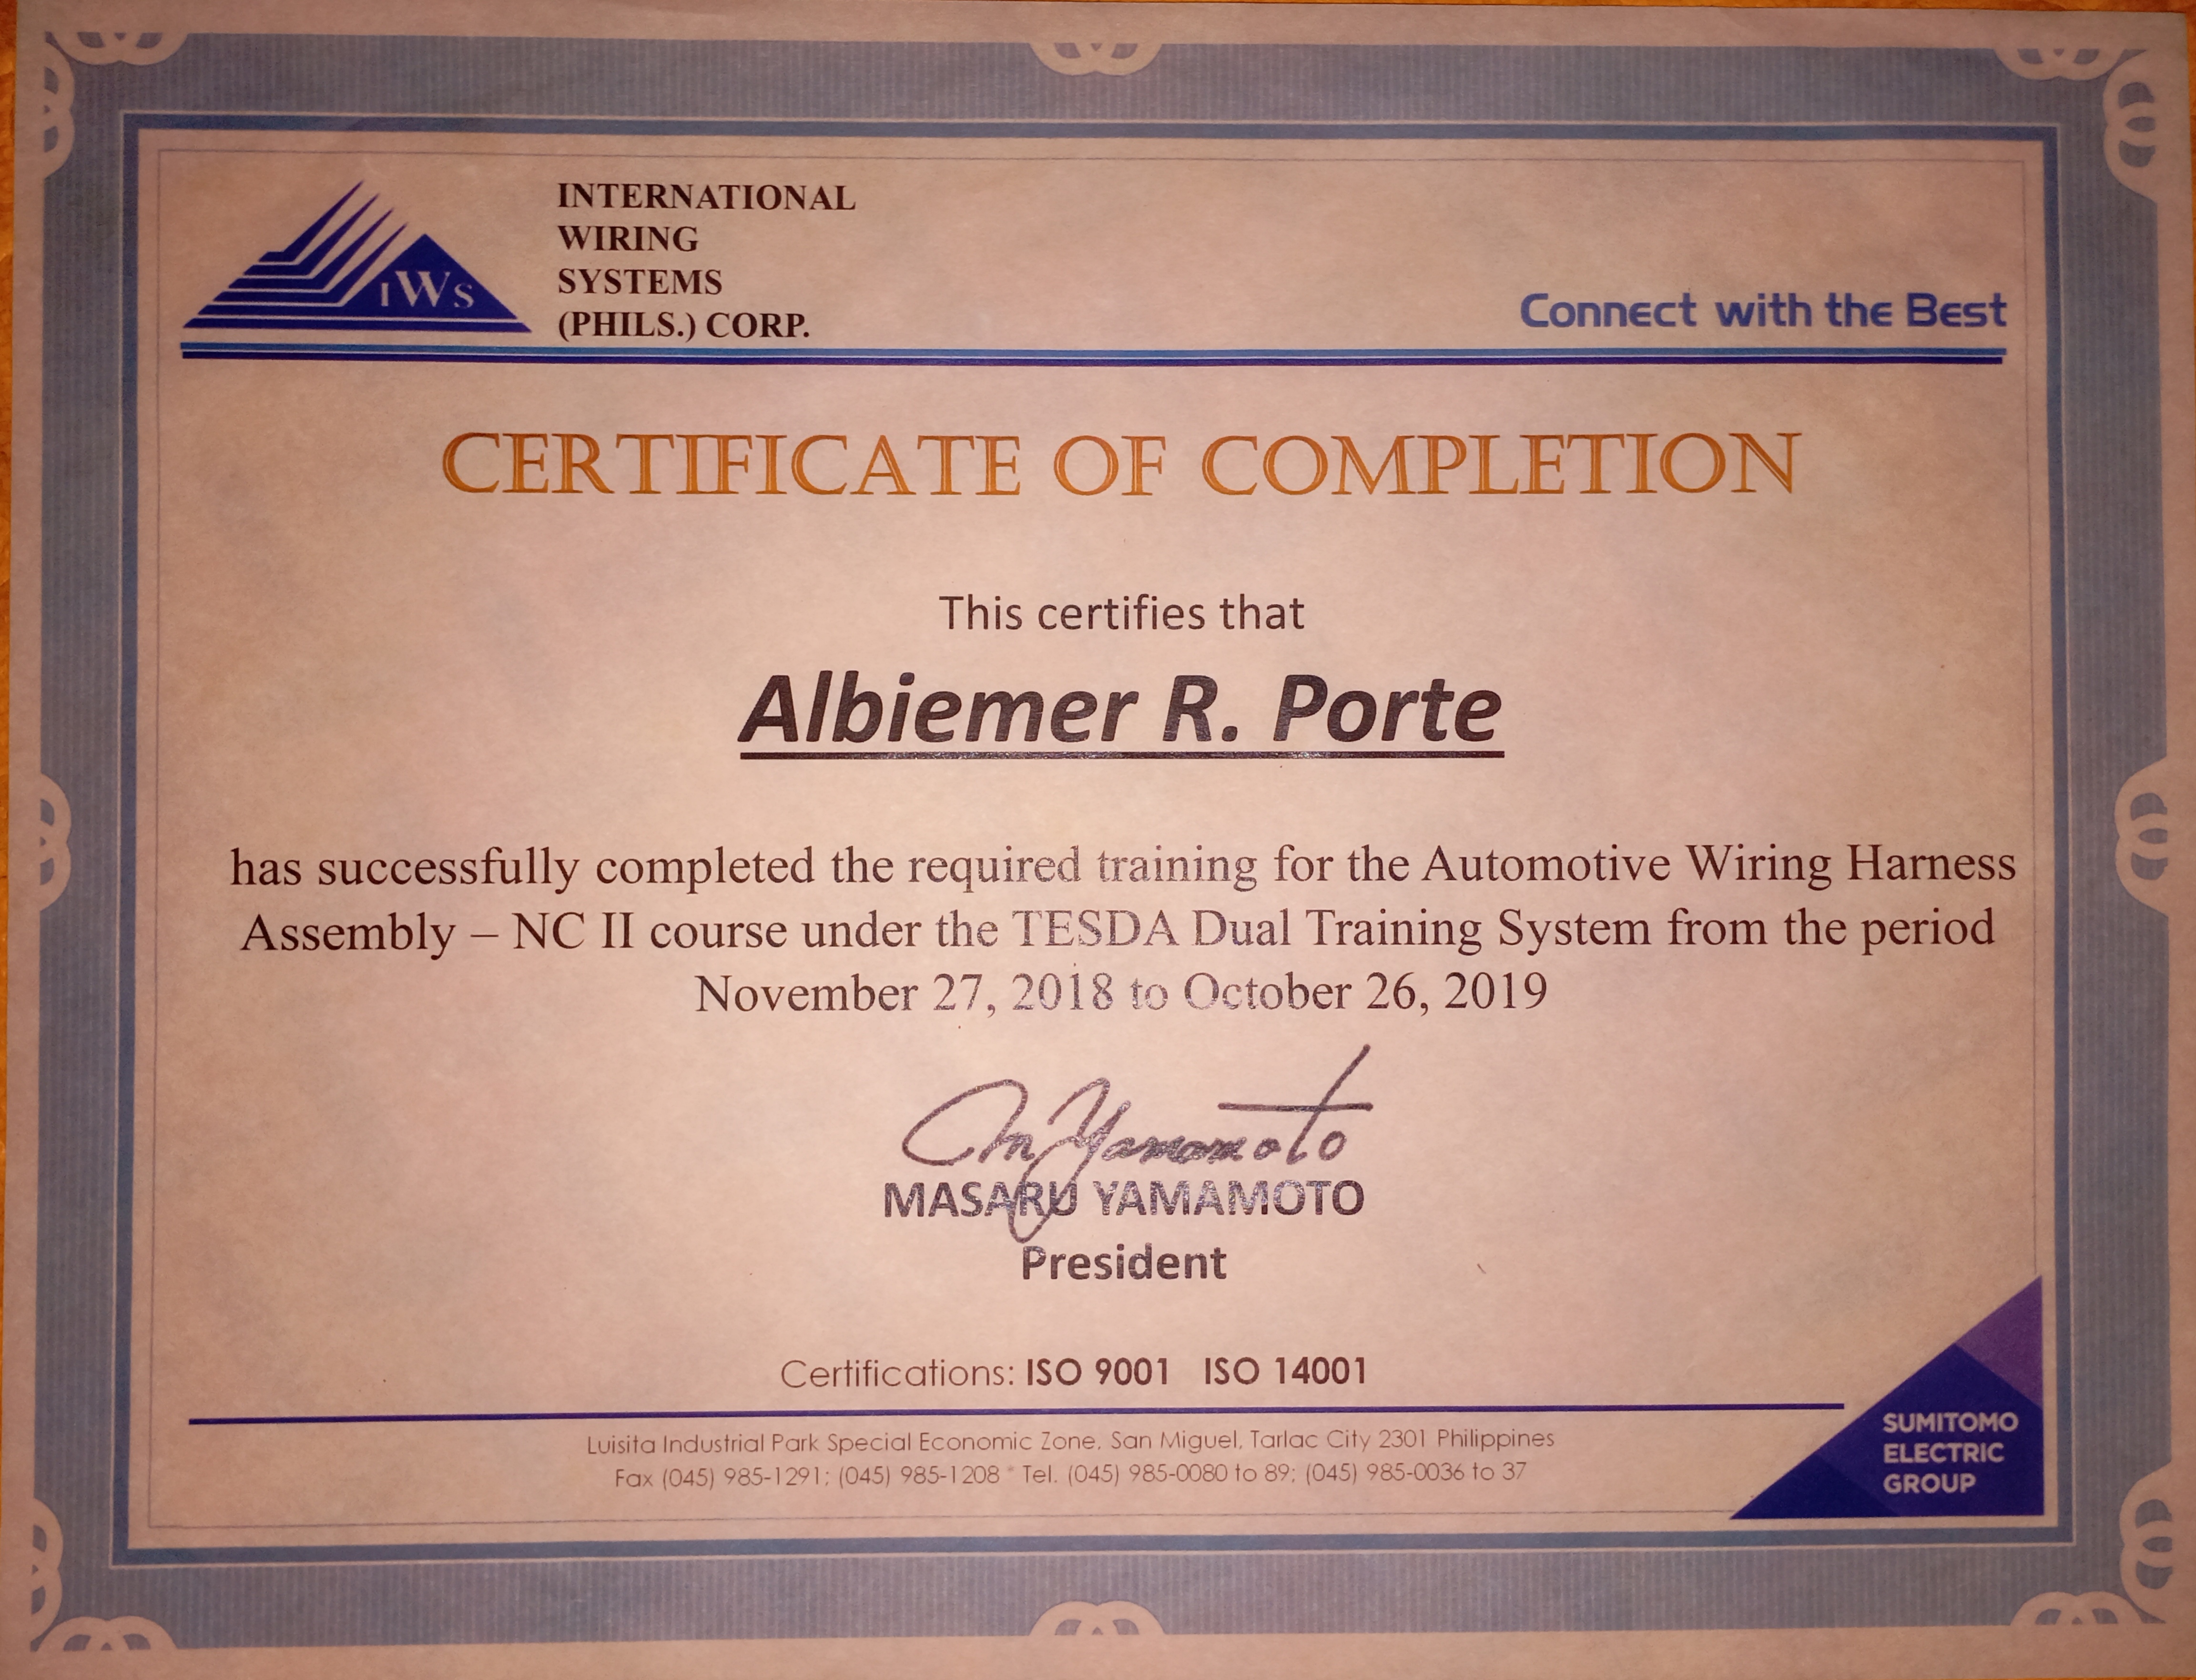 IWS
INTERNATIONAL
WIRING
SYSTEMS
(PHILS.) CORP.
Connect with the Best
CERTIFICATE OF COMPLETION
This certifies that
Albiemer R. Porte
has successfully completed the required training for the Automotive Wiring Harness
Assembly – NC II course under the TESDA Dual Training System from the period
November 27, 2018 to October 26, 2019
M Yamamoto
MASARU YAMAMOTO
President
Certifications: ISO 9001 ISO 14001
Luisita Industrial Park Special Economic Zone, San Miguel, Tarlac City 2301 Philippines
Fax (045) 985-1291; (045) 985-1208 * Tel. (045) 985-0080 to 89; (045) 985-0036 to 37
SUMITOMO
ELECTRIC
GROUP